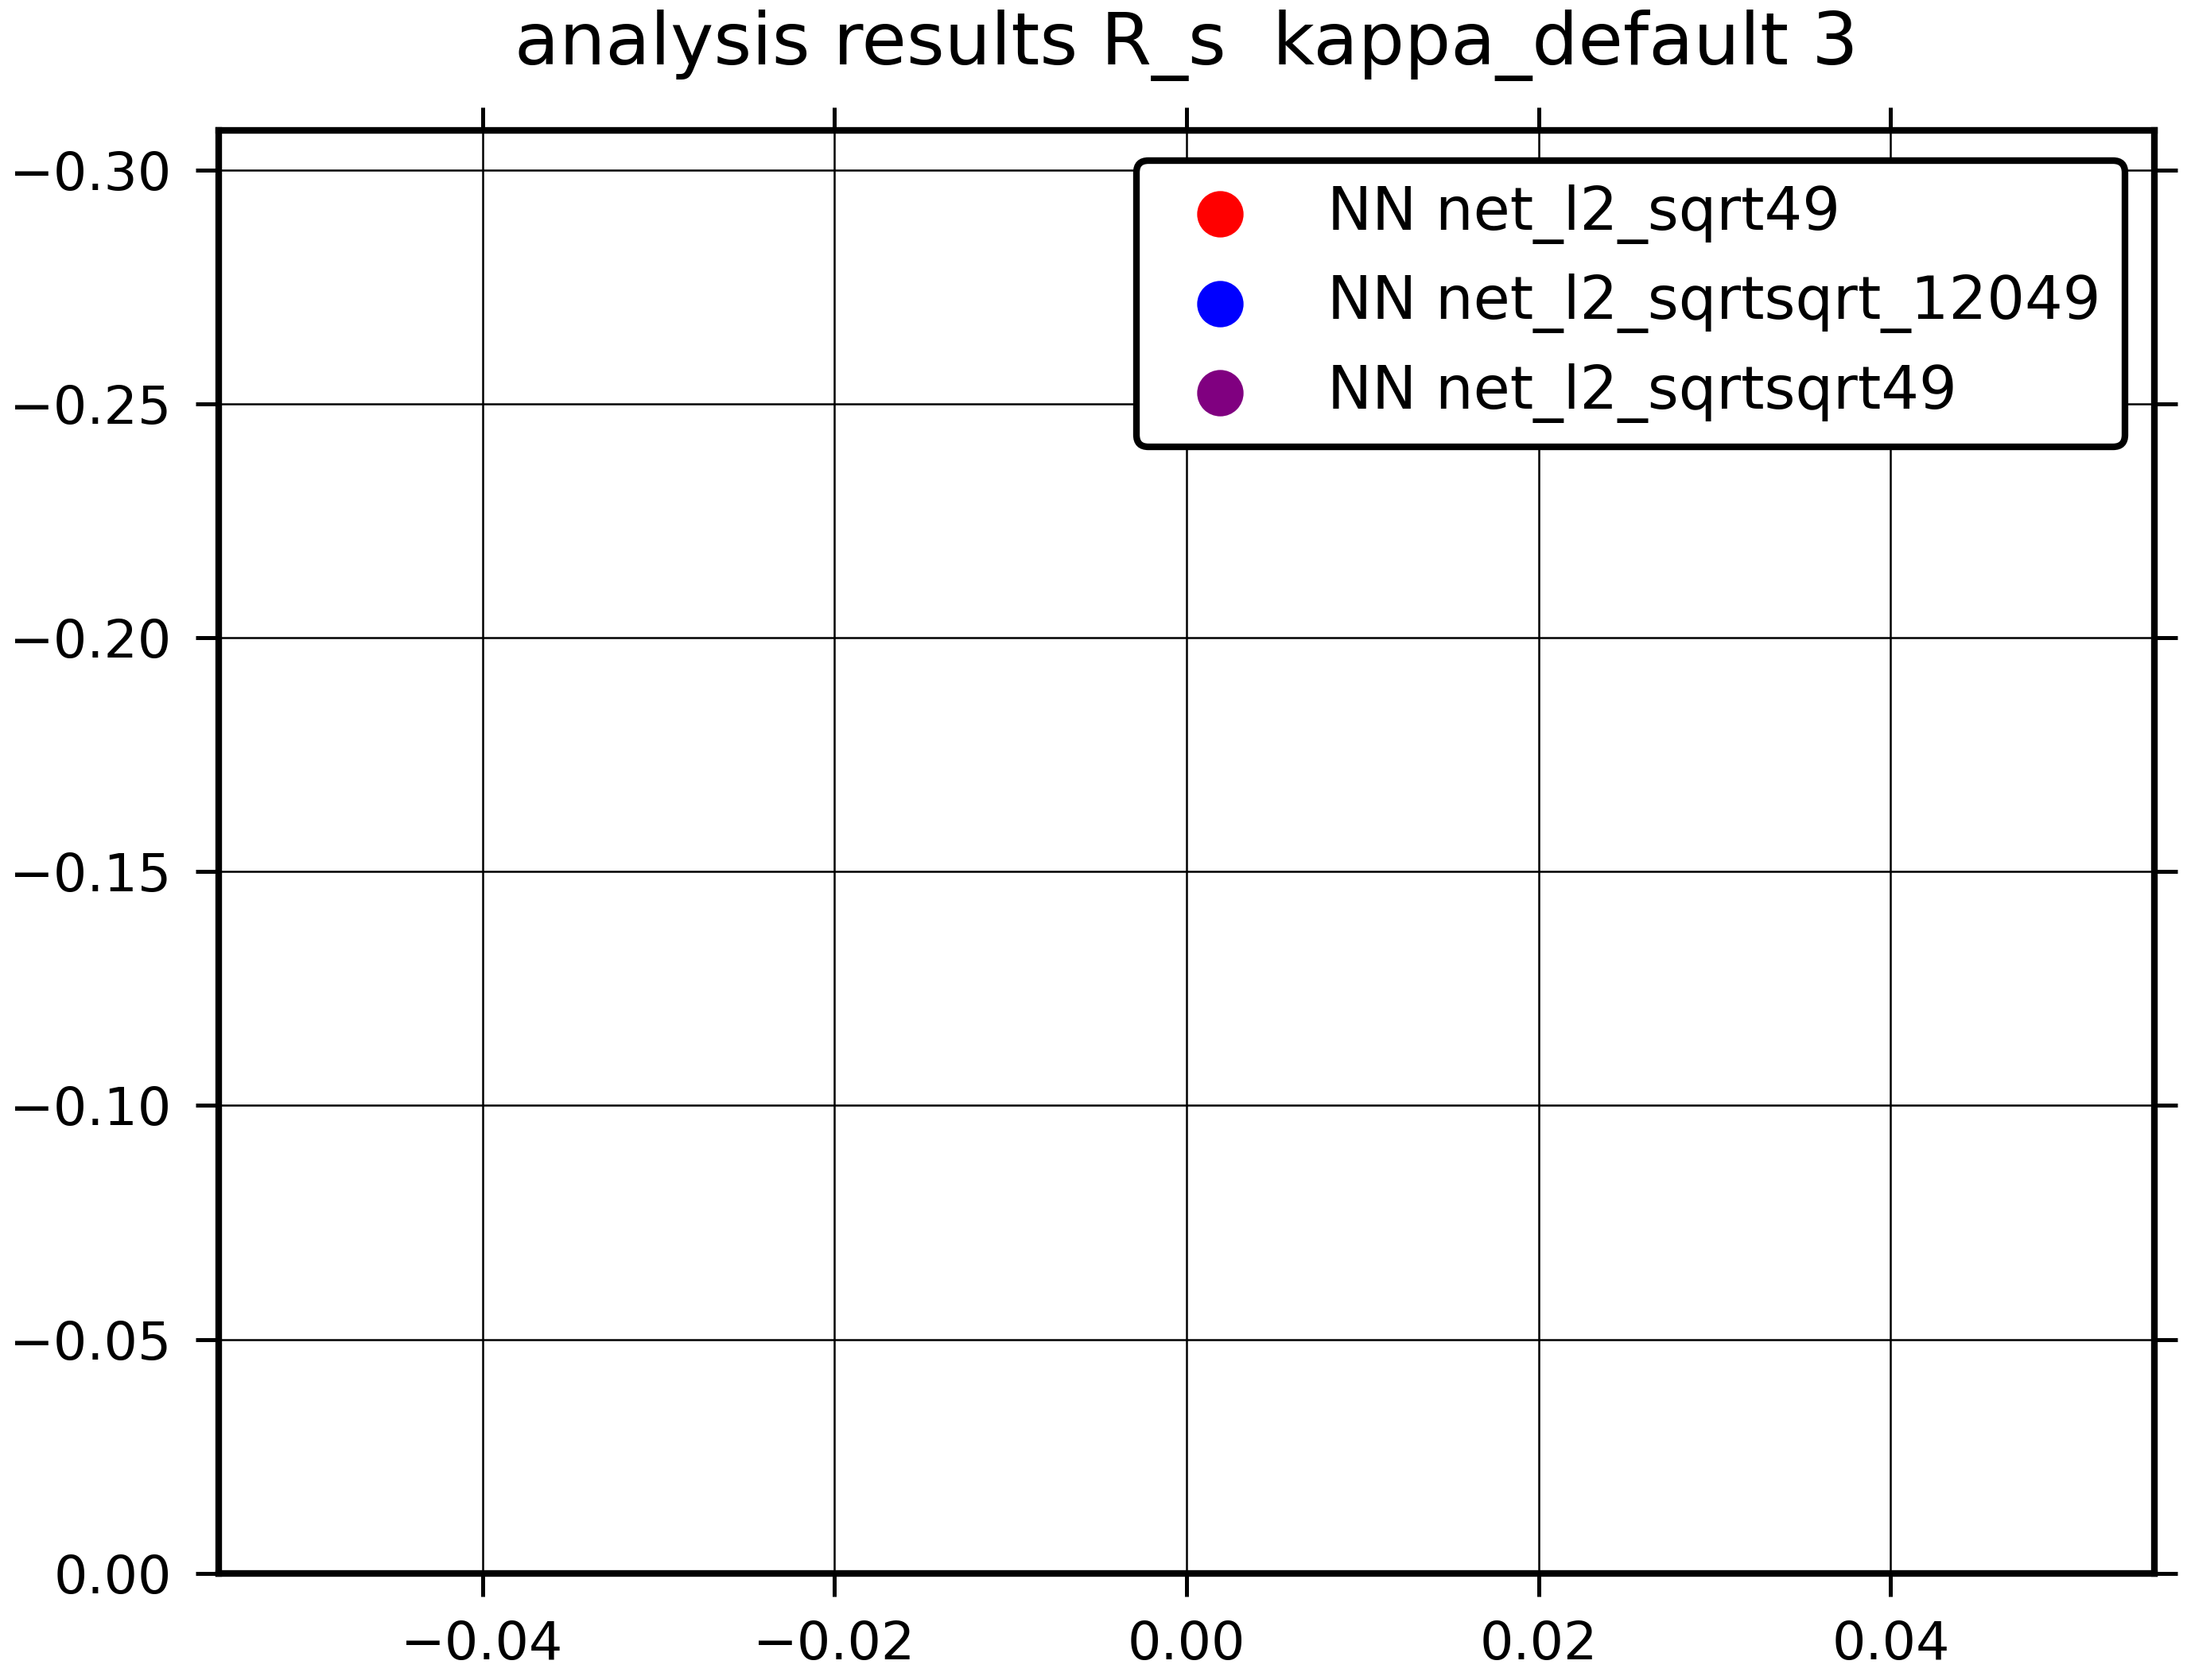 analysis results R_s  kappa_default 3
−0.30
NN net_l2_sqrt49
NN net_l2_sqrtsqrt_12049
NN net_l2_sqrtsqrt49
−0.25
−0.20
−0.15
−0.10
−0.05
0.00
−0.04 −0.02 0.00 0.02 0.04